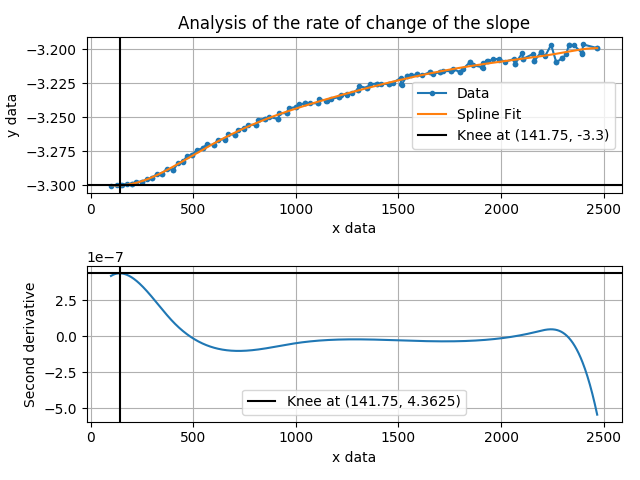 Analysis of the rate of change of the slope
y data
−3.200
−3.225
−3.250
−3.275
−3.300
Data
Spline Fit
Knee at (141.75, -3.3)
0 500 1000 1500 2000 2500
x data
1e−7
Second derivative
2.5
0.0
−2.5
−5.0
Knee at (141.75, 4.3625)
0 500 1000 1500 2000 2500
x data